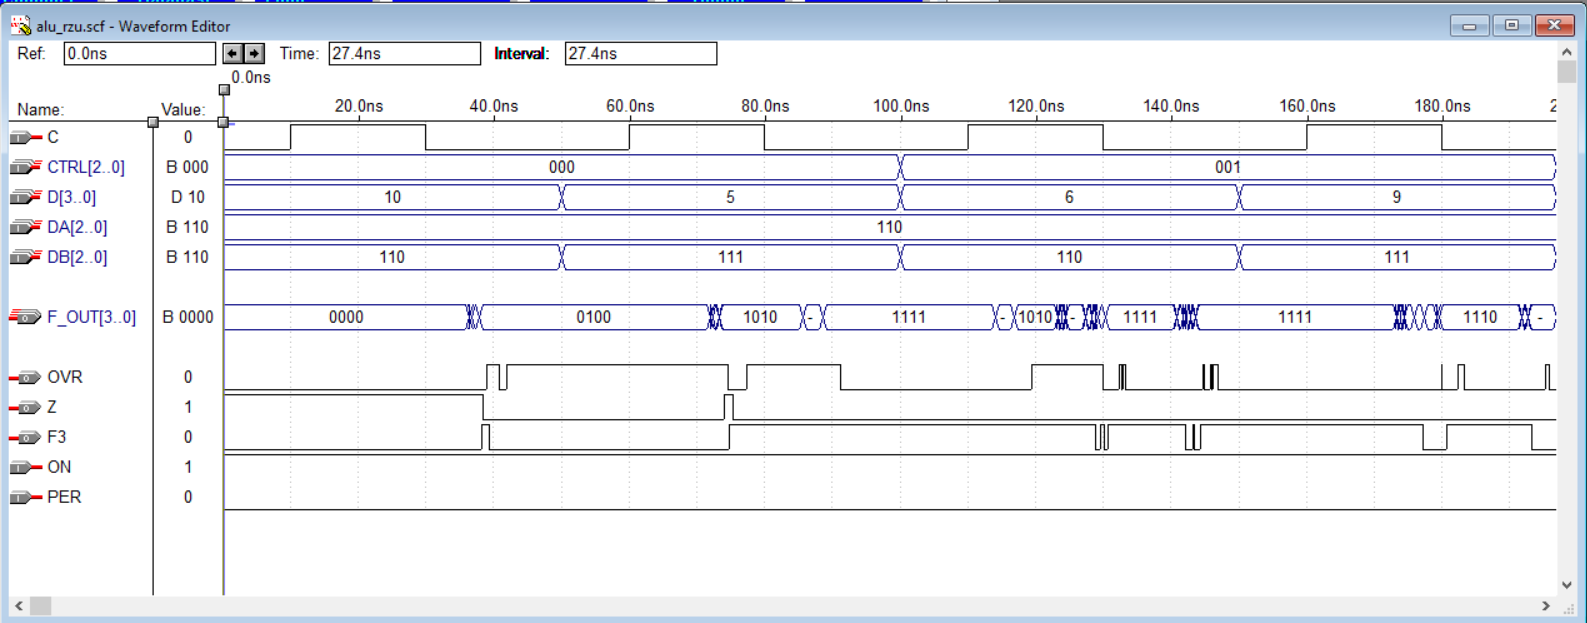 alu_rzu.scf - Waveform Editor
Ref: 0.0ns Time: 27.4ns Interval: 27.4ns
0.0ns
Name: Value: 20.0ns 40.0ns 60.0ns 80.0ns 100.0ns 120.0ns 140.0ns 160.0ns 180.0ns 2
C 0
CTRL[2..0] B 000 000 001
D[3..0] D 10 10 5 6 9
DA[2..0] B 110 110
DB[2..0] B 110 110 111 110 111
F_OUT[3..0] B 0000 0000 0100 1010 - 1111 - 1010 - 1111 1111 1110 -
OVR 0
Z 1
F3 0
ON 1
PER 0